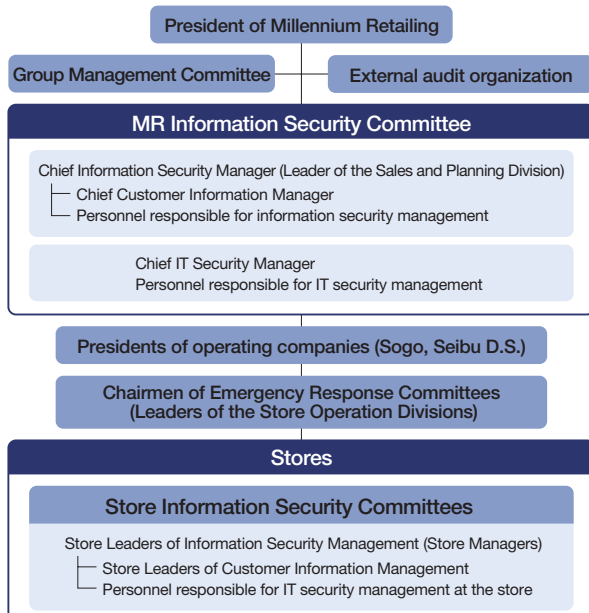 President of Millennium Retailing
Group Management Committee
External audit organization
MR Information Security Committee
Chief Information Security Manager (Leader of the Sales and Planning Division)
Chief Customer Information Manager
Personnel responsible for information security management
Chief IT Security Manager
Personnel responsible for IT security management
Presidents of operating companies (Sogo, Seibu D.S.)
Chairmen of Emergency Response Committees
(Leaders of the Store Operation Divisions)
Stores
Store Information Security Committees
Store Leaders of Information Security Management (Store Managers)
Store Leaders of Customer Information Management
Personnel responsible for IT security management at the store